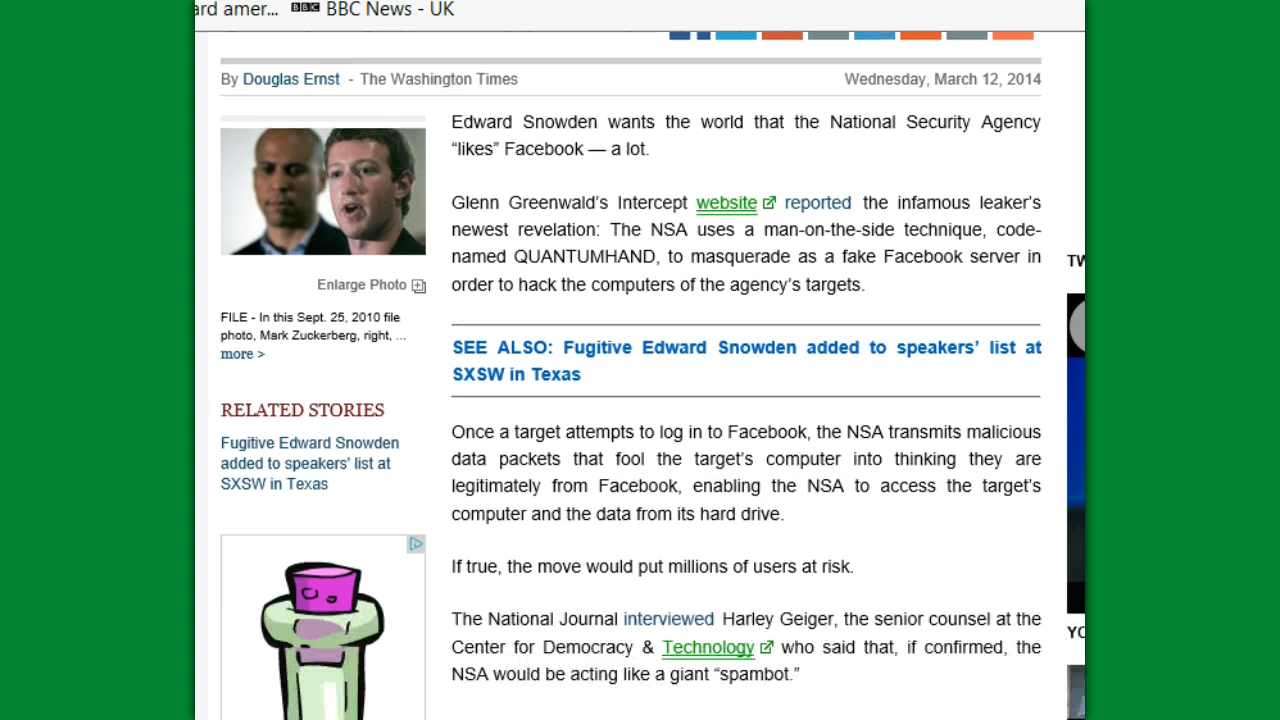 ard amer... BBC BBC News - UK
By Douglas Ernst - The Washington Times
Wednesday, March 12, 2014
Enlarge Photo
FILE - In this Sept. 25, 2010 file
photo, Mark Zuckerberg, right, ...
more >
RELATED STORIES
Fugitive Edward Snowden
added to speakers' list at
SXSW in Texas
Edward Snowden wants the world that the National Security Agency
“likes” Facebook — a lot.
Glenn Greenwald’s Intercept website reported the infamous leaker’s
newest revelation: The NSA uses a man-on-the-side technique, code-
named QUANTUMHAND, to masquerade as a fake Facebook server in
order to hack the computers of the agency’s targets.
SEE ALSO: Fugitive Edward Snowden added to speakers’ list at
SXSW in Texas
Once a target attempts to log in to Facebook, the NSA transmits malicious
data packets that fool the target’s computer into thinking they are
legitimately from Facebook, enabling the NSA to access the target’s
computer and the data from its hard drive.
If true, the move would put millions of users at risk.
The National Journal interviewed Harley Geiger, the senior counsel at the
Center for Democracy & Technology who said that, if confirmed, the
NSA would be acting like a giant “spambot.”
TW
YO